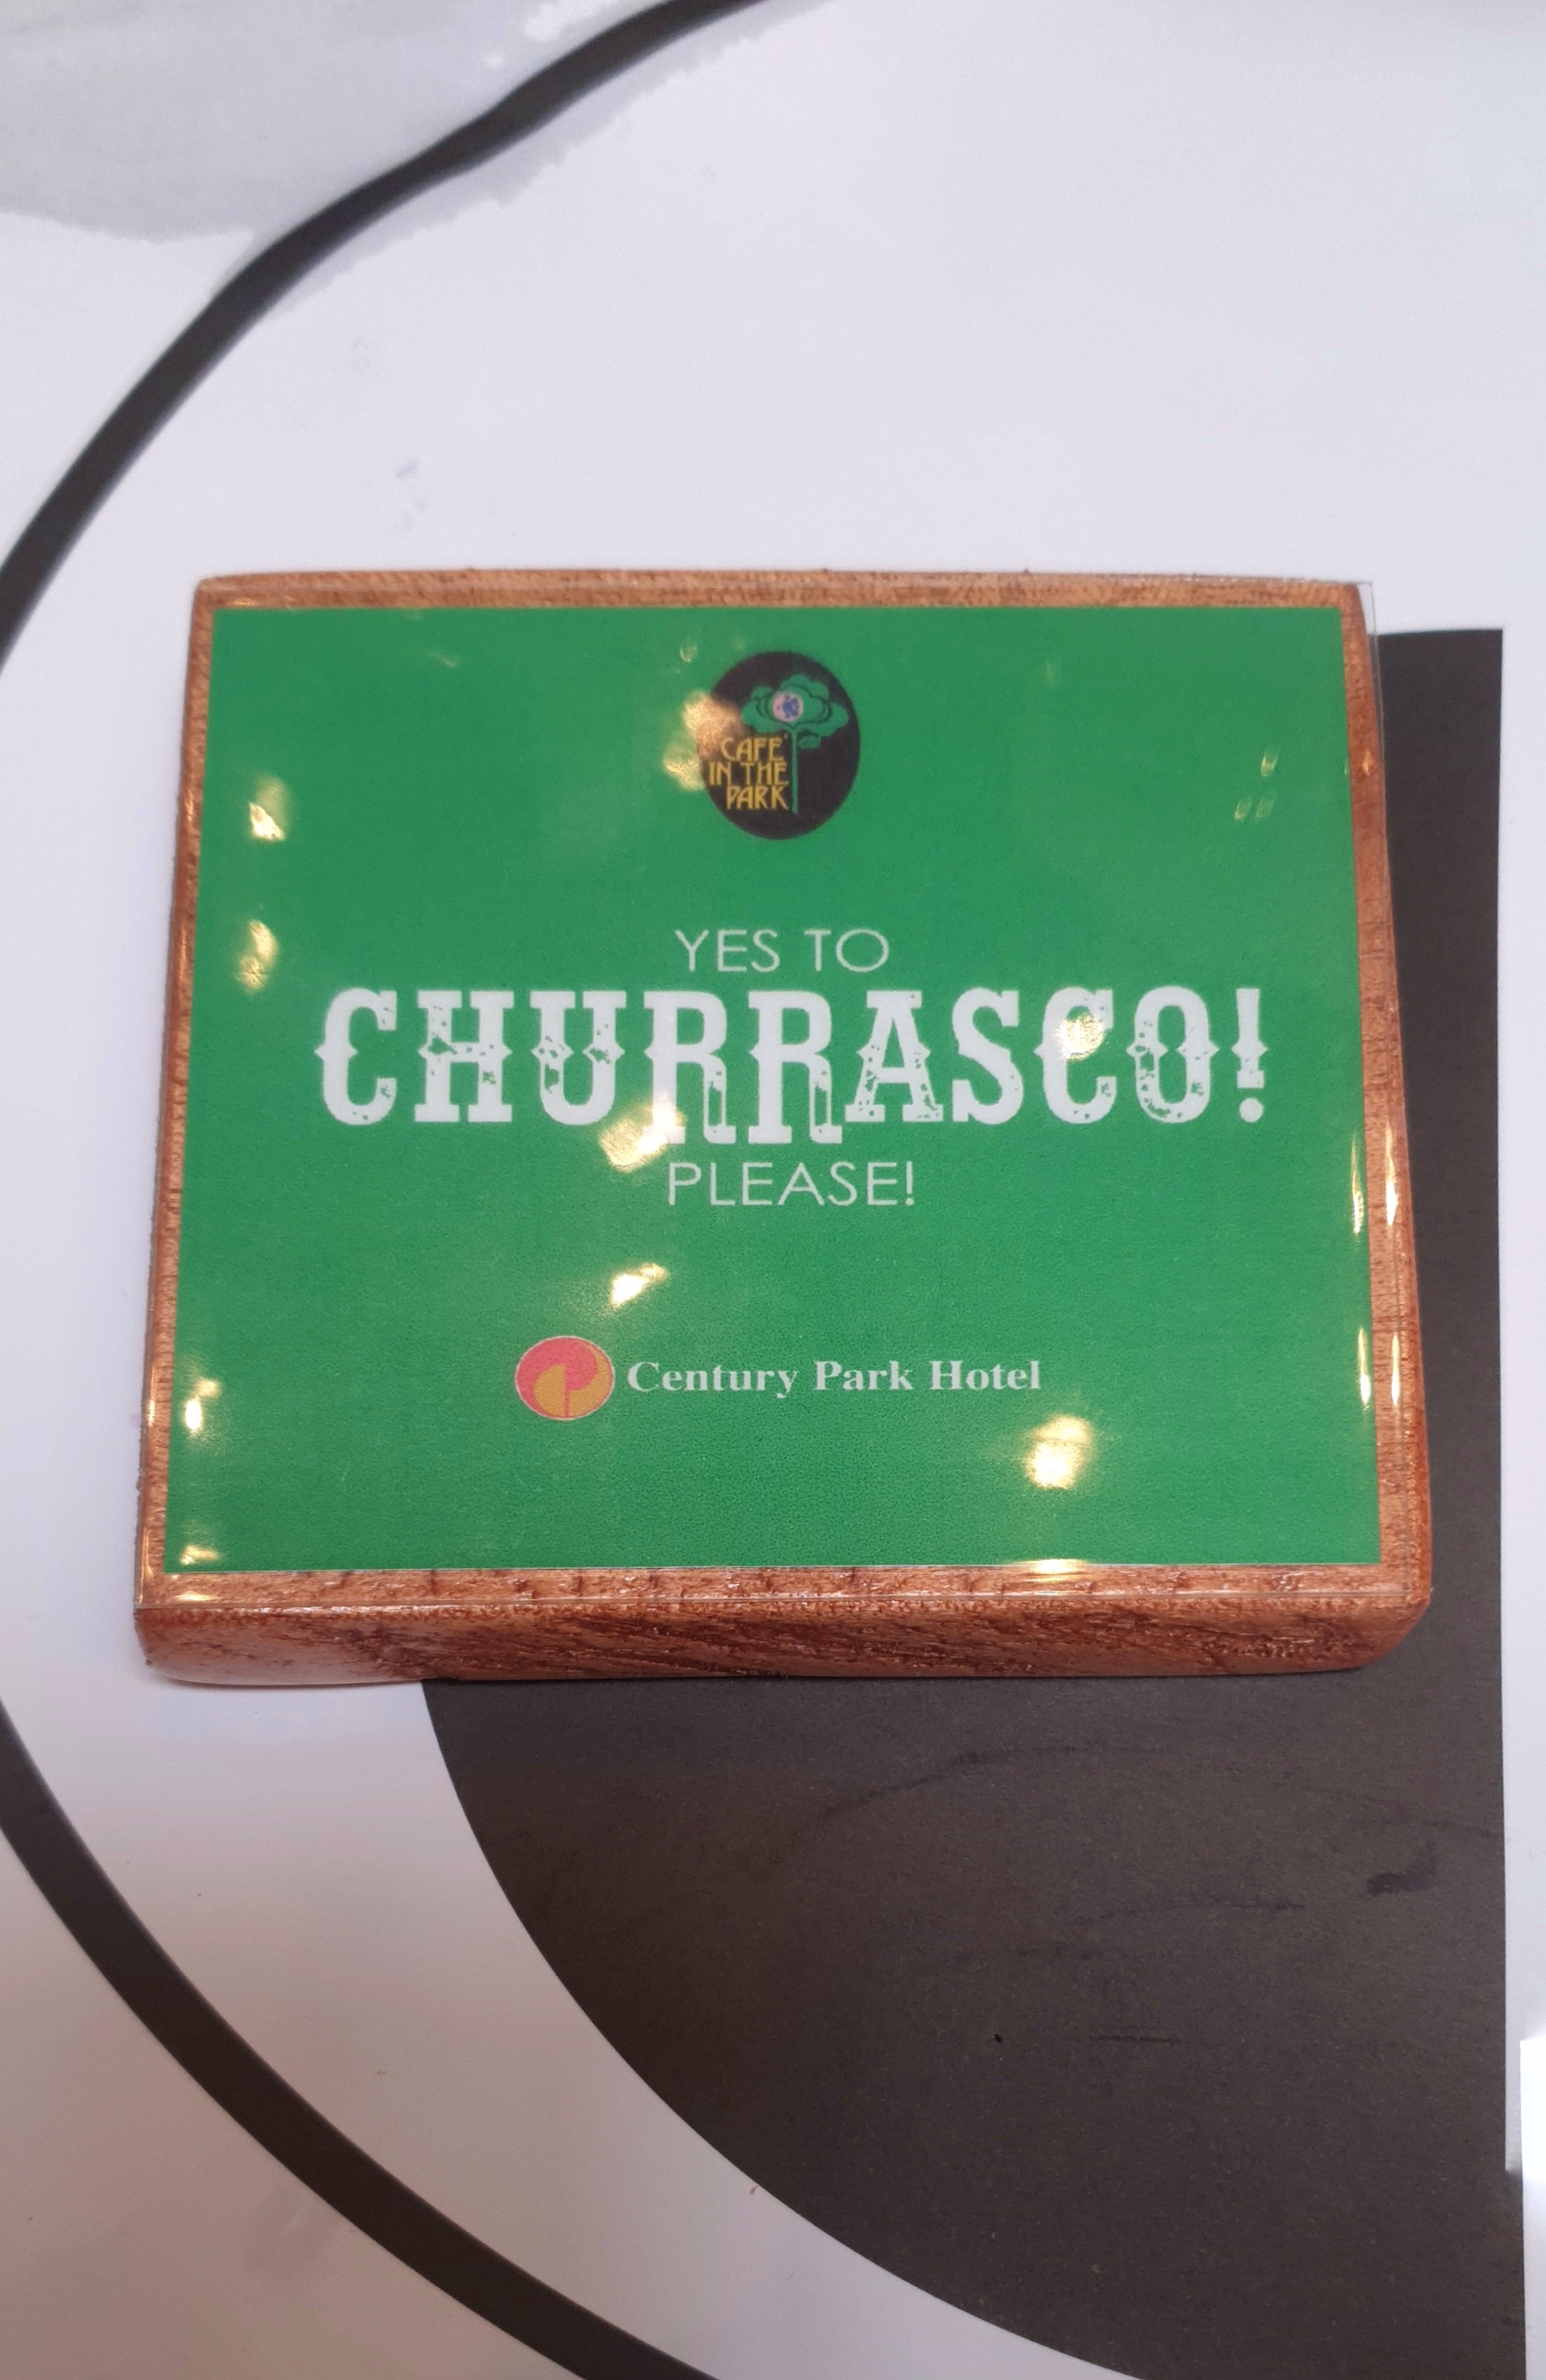 CAFE'
IN THE
PARK
YES TO
CHURRASCO!
PLEASE!
Century Park Hotel